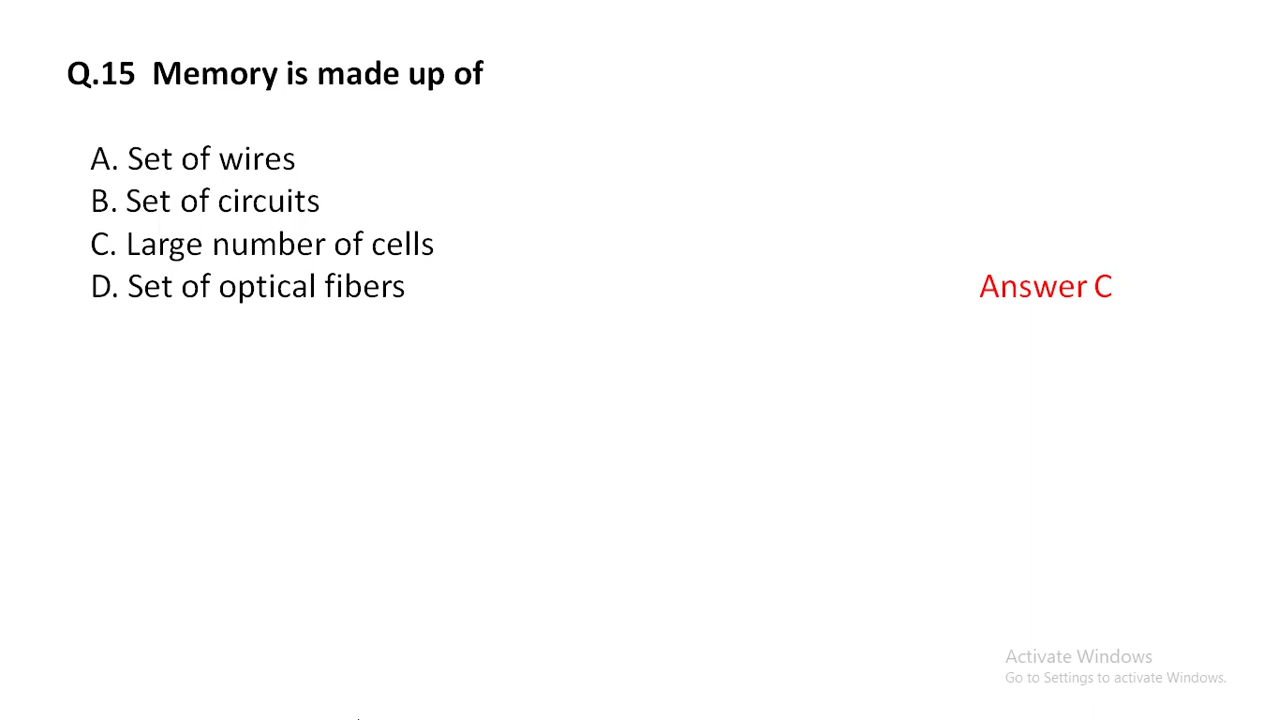 Q.15 Memory is made up of
A. Set of wires
B. Set of circuits
C. Large number of cells
D. Set of optical fibers
Answer C
Activate Windows
Go to Settings to activate Windows.